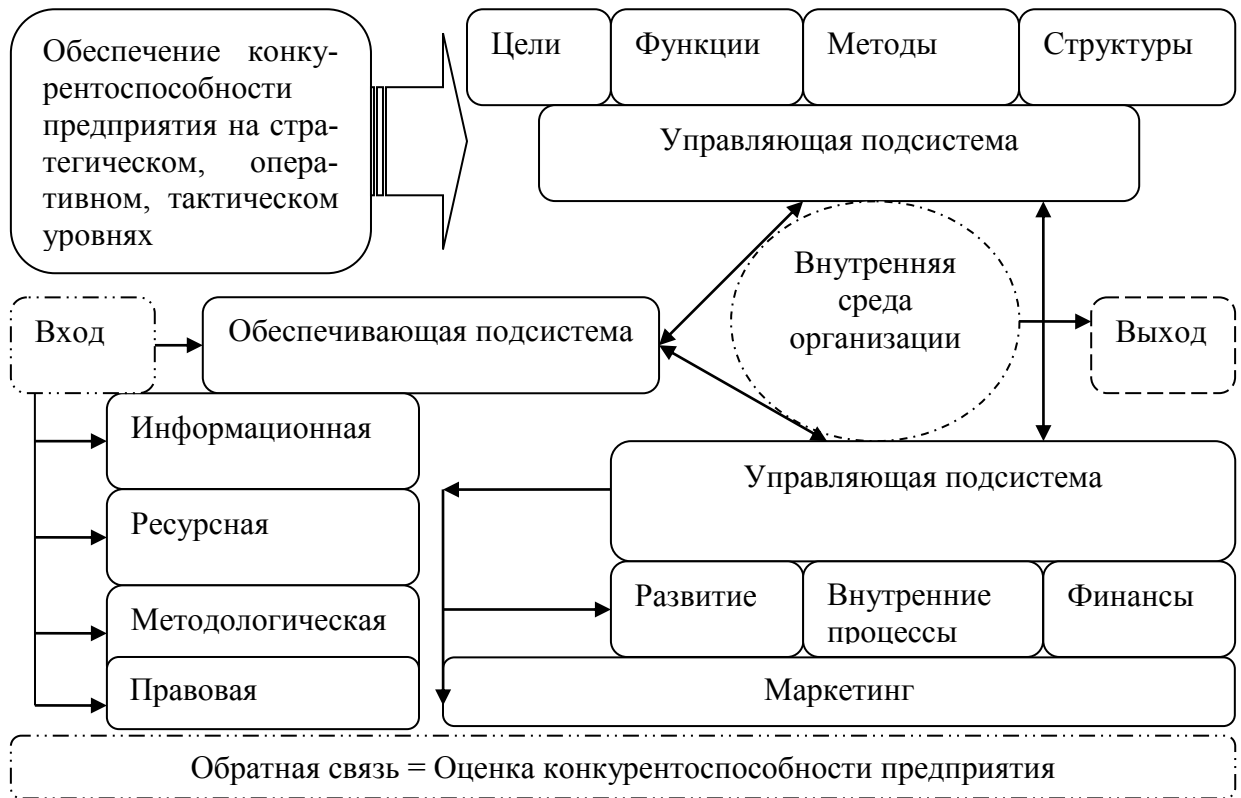 Обеспечение конку-
рентоспособности
предприятия на стра-
тегическом, опера-
тивном, тактическом
уровнях
Цели
Функции
Методы
Структуры
Управляющая подсистема
Внутренняя
среда
организации
Вход
Обеспечивающая подсистема
Выход
Информационная
Ресурсная
Методологическая
Правовая
Управляющая подсистема
Развитие
Внутренние
процессы
Финансы
Маркетинг
Обратная связь = Оценка конкурентоспособности предприятия